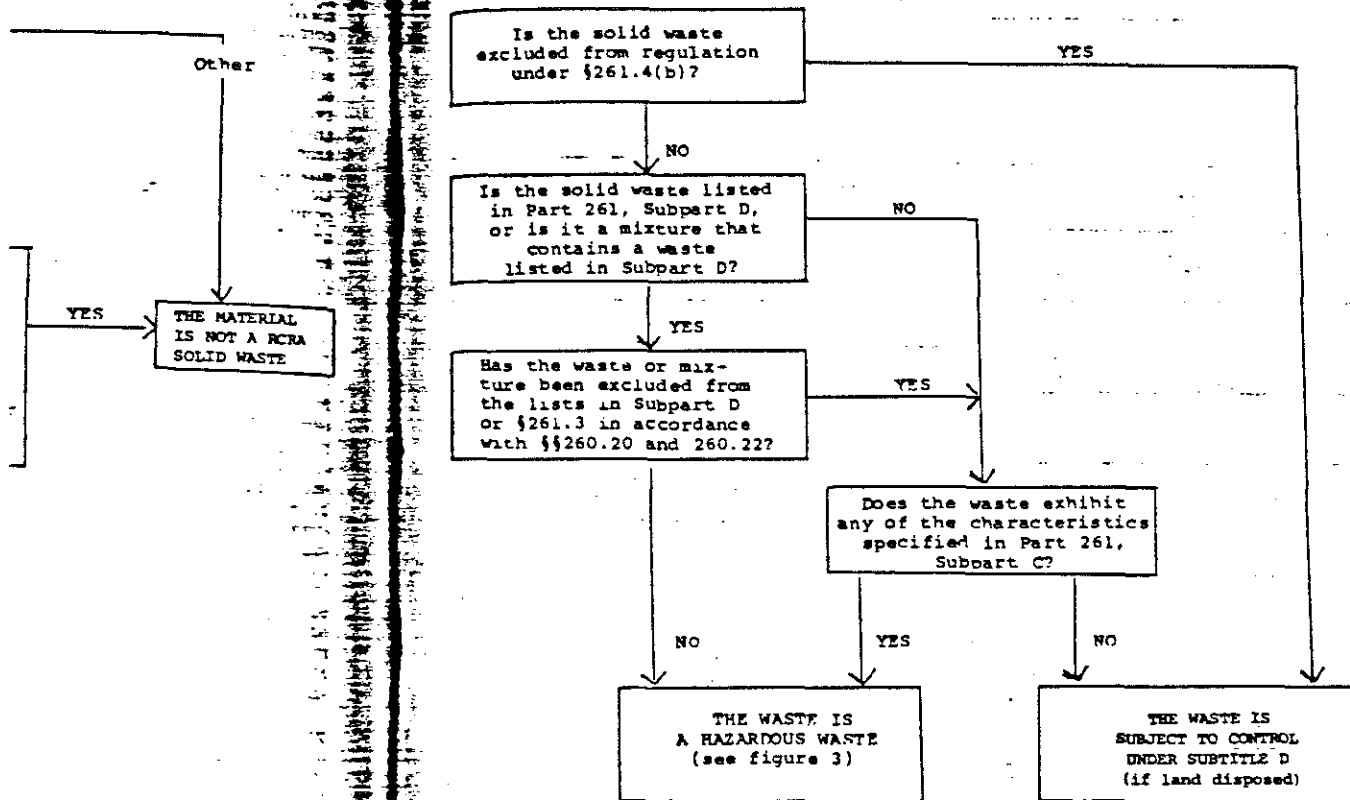 Other
YES
THE MATERIAL
IS NOT A RCRA
SOLID WASTE
Is the solid waste
excluded from regulation
under §261.4(b)?
YES
NO
Is the solid waste listed
in Part 261, Subpart D,
or is it a mixture that
contains a waste
listed in Subpart D?
NO
YES
Has the waste or mix-
ture been excluded from
the lists in Subpart D
or §261.3 in accordance
with §§260.20 and 260.22?
YES
Does the waste exhibit
any of the characteristics
specified in Part 261,
Subpart C?
NO
YES
NO
THE WASTE IS
A HAZARDOUS WASTE
(see figure 3)
THE WASTE IS
SUBJECT TO CONTROL
UNDER SUBTITLE D
(if land disposed)